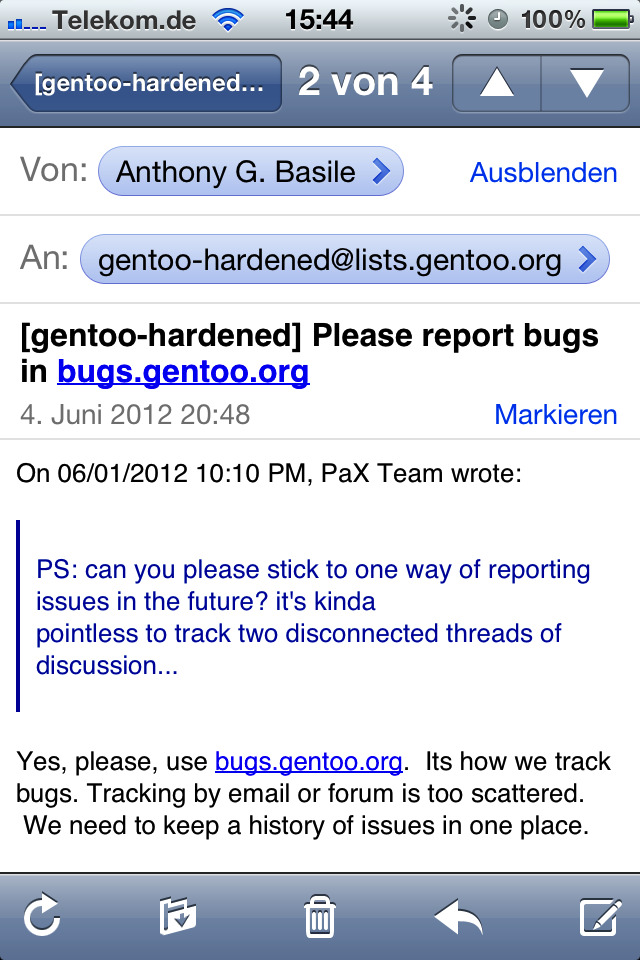 Telekom.de 15:44 100%
[gentoo-hardened... 2 von 4
Von: Anthony G. Basile Ausblenden
An: gentoo-hardened@lists.gentoo.org
[gentoo-hardened] Please report bugs
in bugs.gentoo.org
4. Juni 2012 20:48 Markieren
On 06/01/2012 10:10 PM, PaX Team wrote:
PS: can you please stick to one way of reporting
issues in the future? it's kinda
pointless to track two disconnected threads of
discussion...
Yes, please, use bugs.gentoo.org.  Its how we track
bugs. Tracking by email or forum is too scattered.
We need to keep a history of issues in one place.